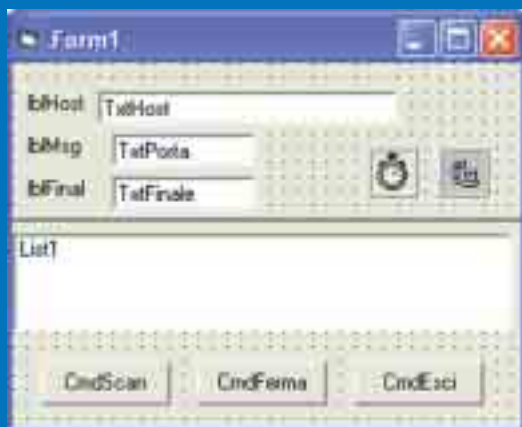 Form1
lblHost TxtHost
lblMsg TxtPorta
lblFinal TxtFinale
List1
CmdScan CmdFerma CmdEsci